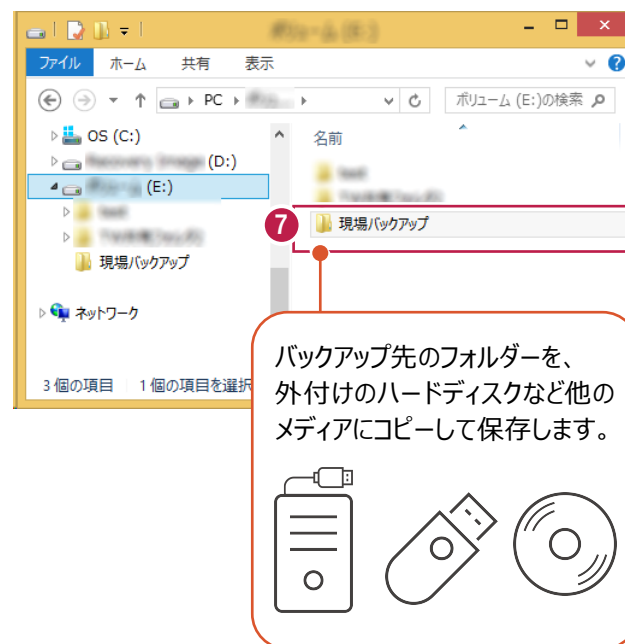 ファイル ホーム 共有 表示
PC
ボリューム (E:)の検索
OS (C:)
(D:)
(E:)
現場バックアップ
ネットワーク
名前
7
現場バックアップ
3 個の項目 1 個の項目を選択
バックアップ先のフォルダーを、
外付けのハードディスクなど他の
メディアにコピーして保存します。